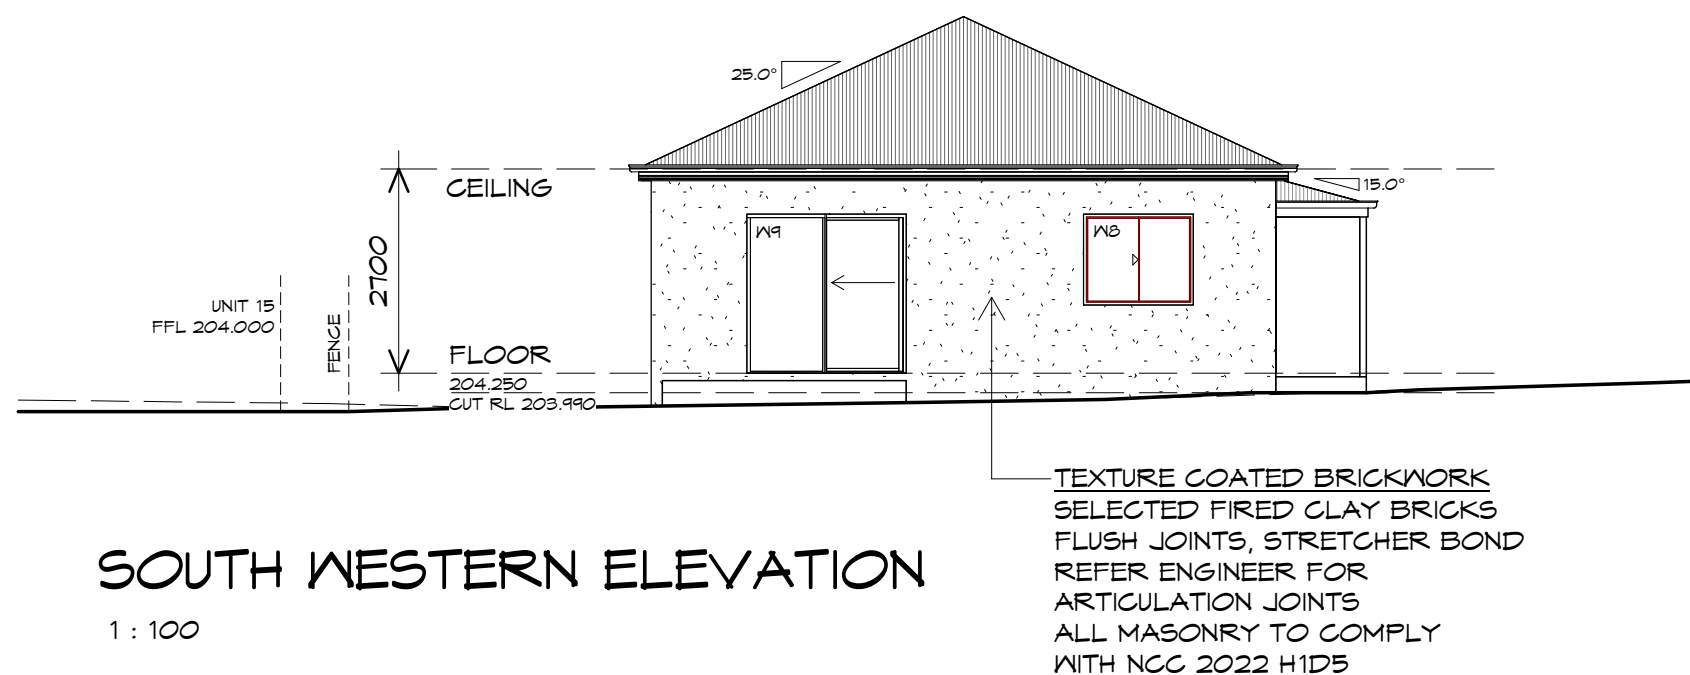 25.0°
CEILING
15.0°
2700
W9
W8
UNIT 15
FFL 204.000
FENCE
FLOOR
204.250
CUT RL 203.990
TEXTURE COATED BRICKWORK
SELECTED FIRED CLAY BRICKS
FLUSH JOINTS, STRETCHER BOND
REFER ENGINEER FOR
ARTICULATION JOINTS
ALL MASONRY TO COMPLY
WITH NCC 2022 H1D5
SOUTH WESTERN ELEVATION
1 : 100